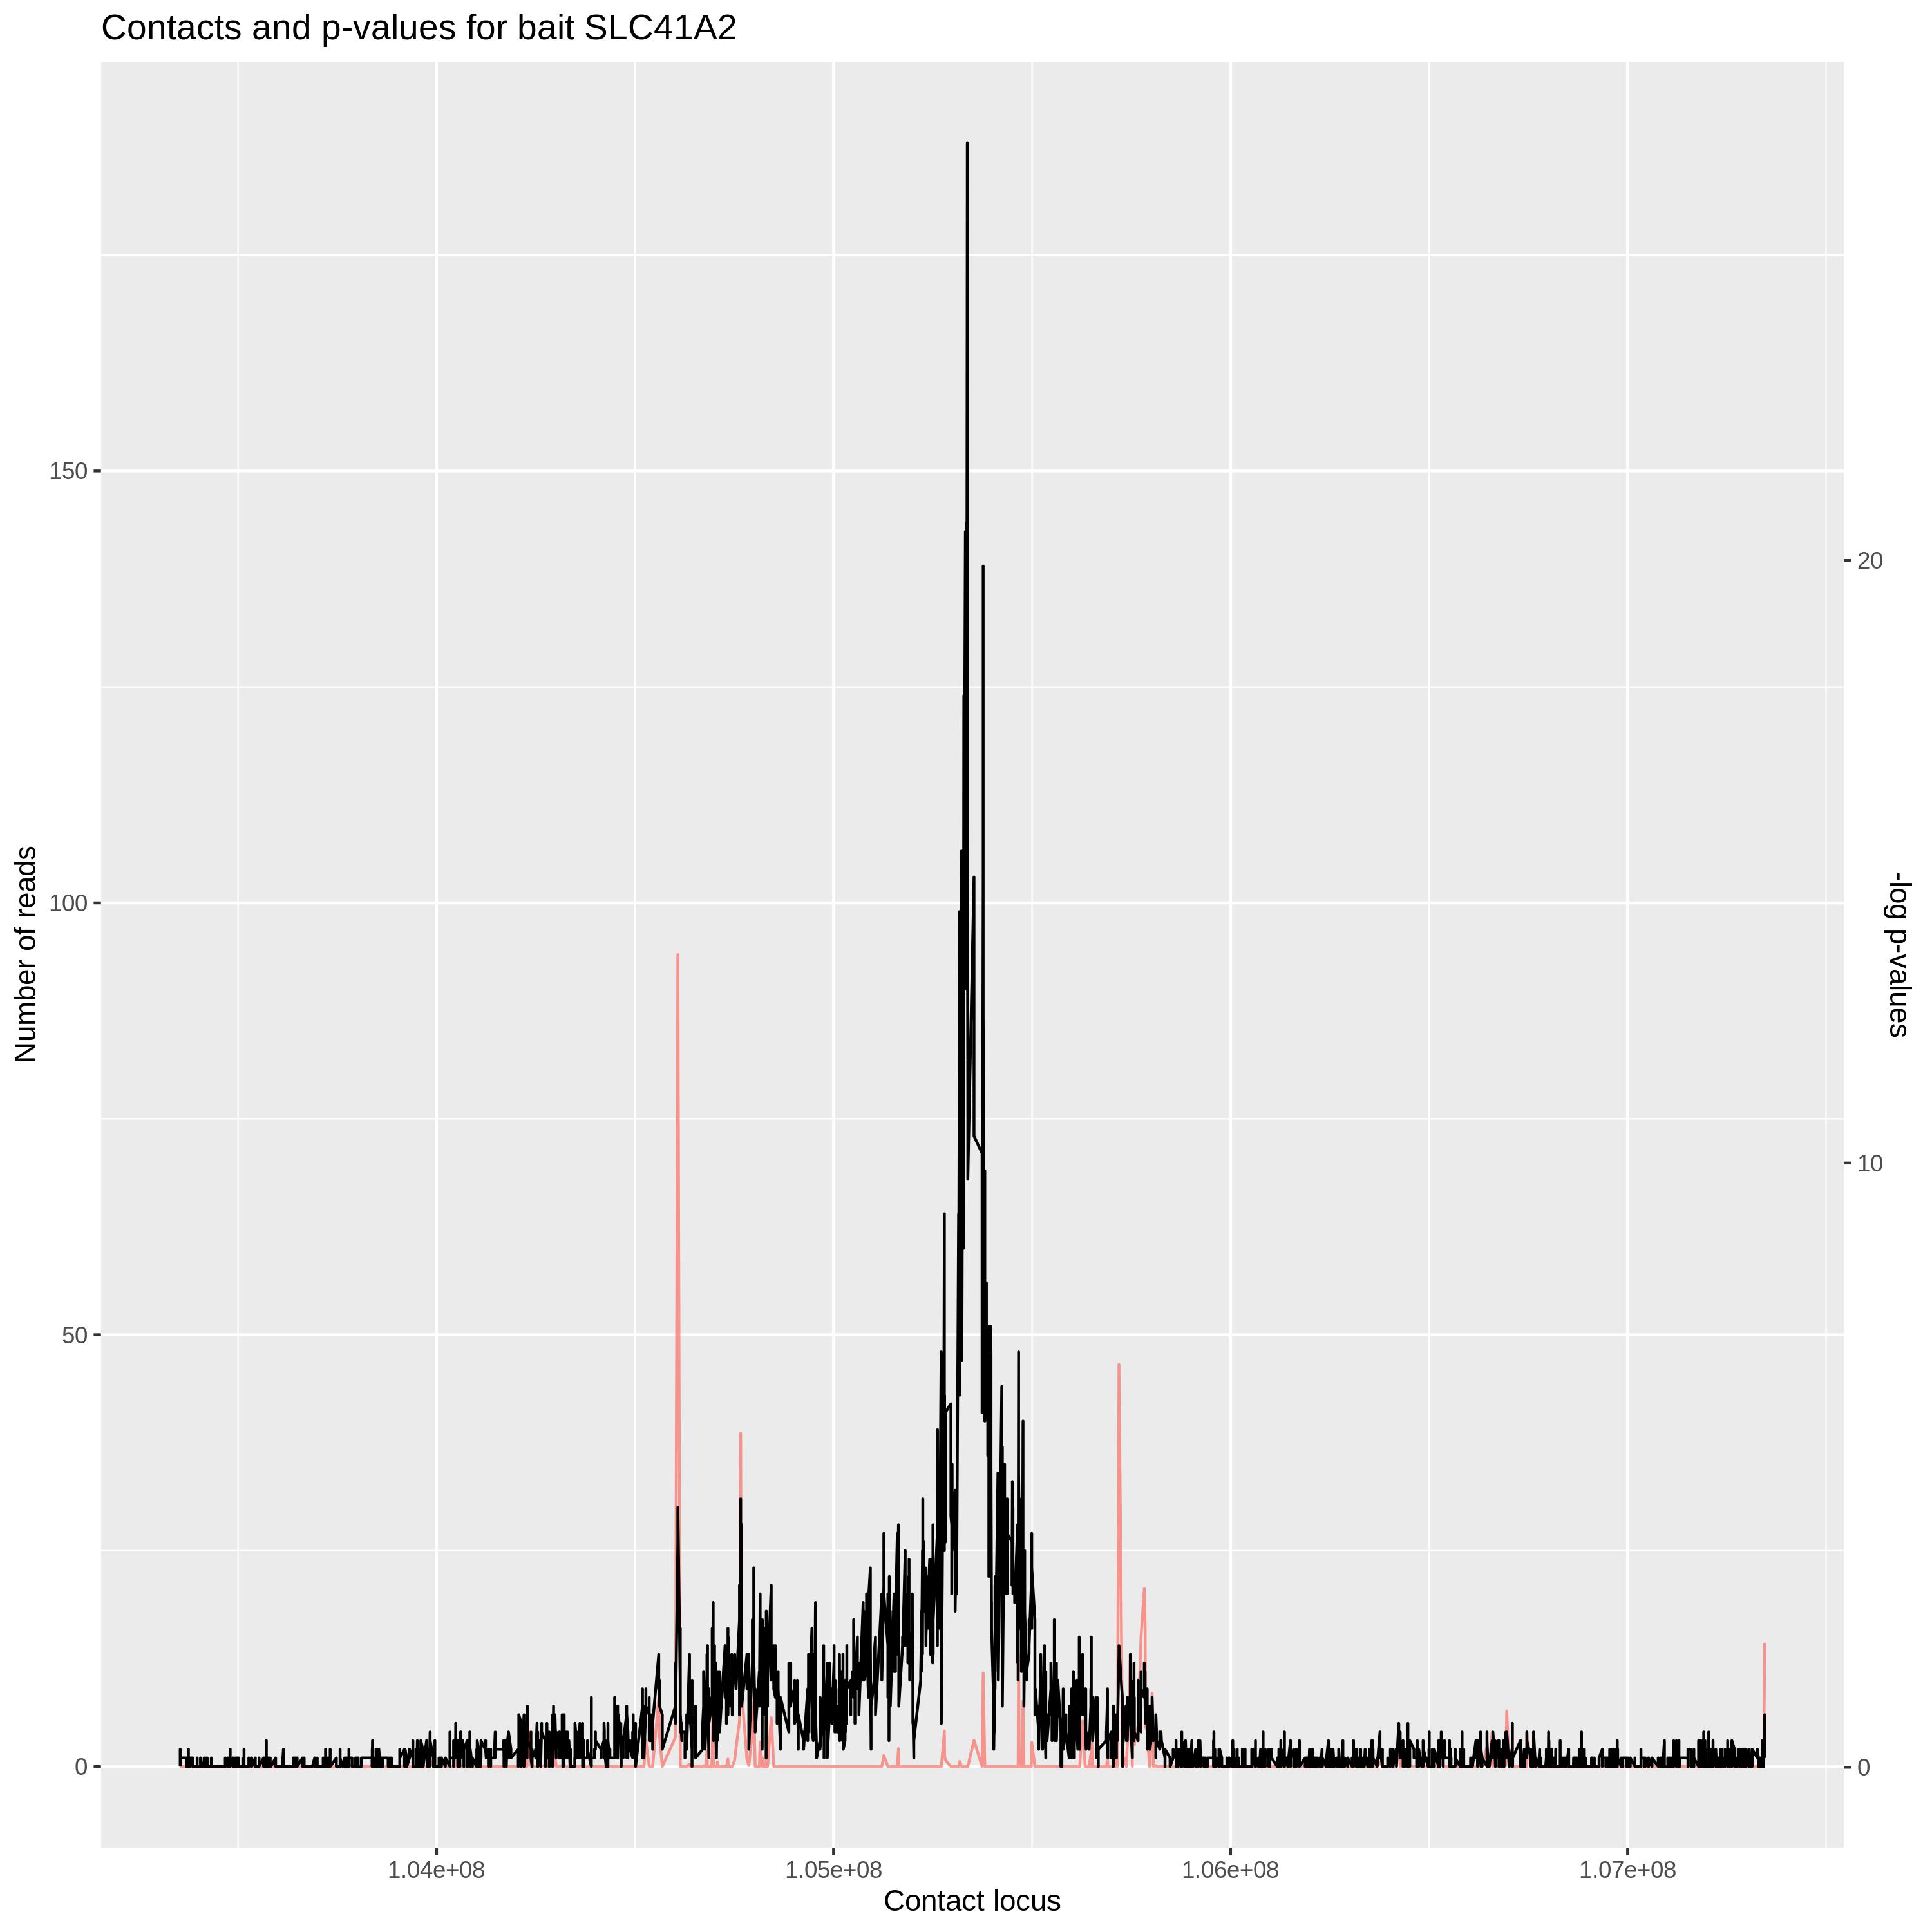 Contacts and p-values for bait SLC41A2
Number of reads
150
100
50
0
20
10
0
-log p-values
1.04e+08
1.05e+08
1.06e+08
1.07e+08
Contact locus